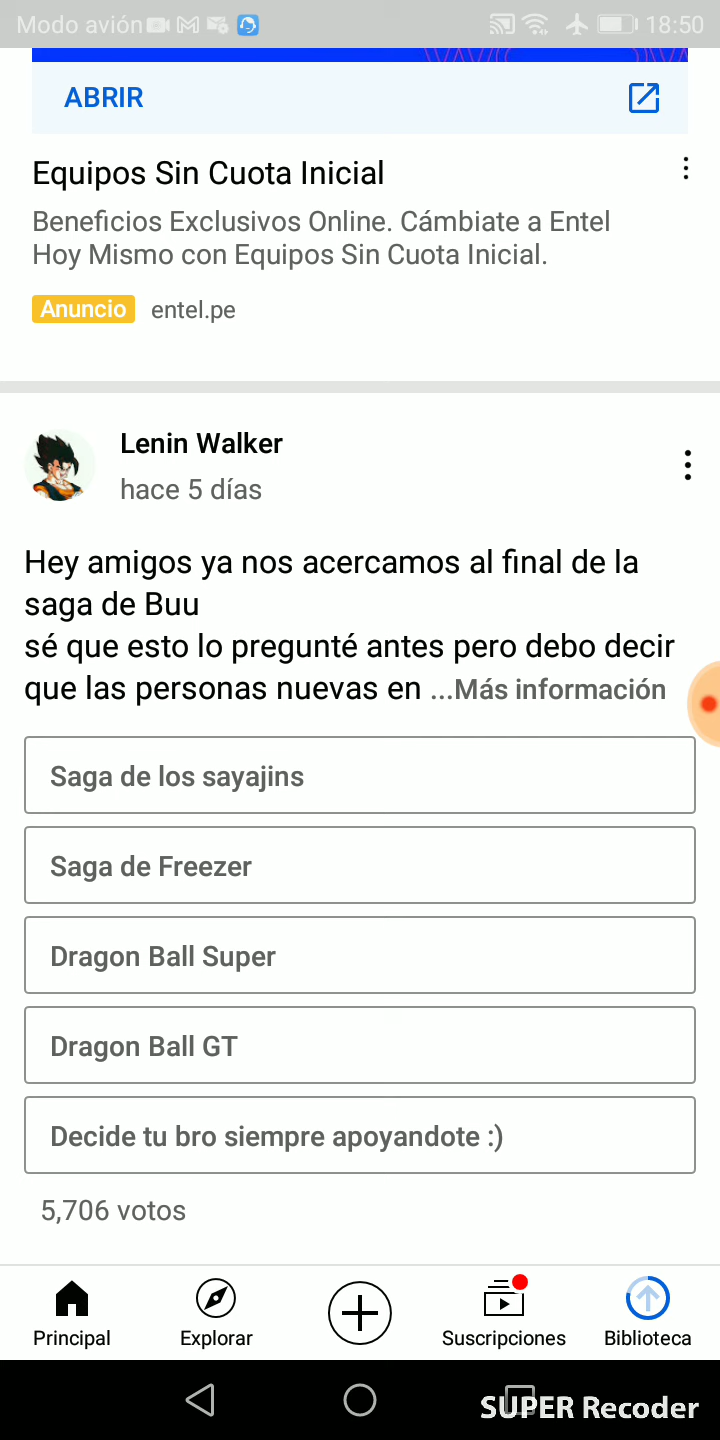 Modo avión 18:50
ABRIR
Equipos Sin Cuota Inicial
Beneficios Exclusivos Online. Cámbiate a Entel
Hoy Mismo con Equipos Sin Cuota Inicial.
Anuncio entel.pe
Lenin Walker
hace 5 días
Hey amigos ya nos acercamos al final de la
saga de Buu
sé que esto lo pregunté antes pero debo decir
que las personas nuevas en ...Más información
Saga de los sayajins
Saga de Freezer
Dragon Ball Super
Dragon Ball GT
Decide tu bro siempre apoyandote :)
5,706 votos
Principal Explorar Suscripciones Biblioteca
SUPER Recoder